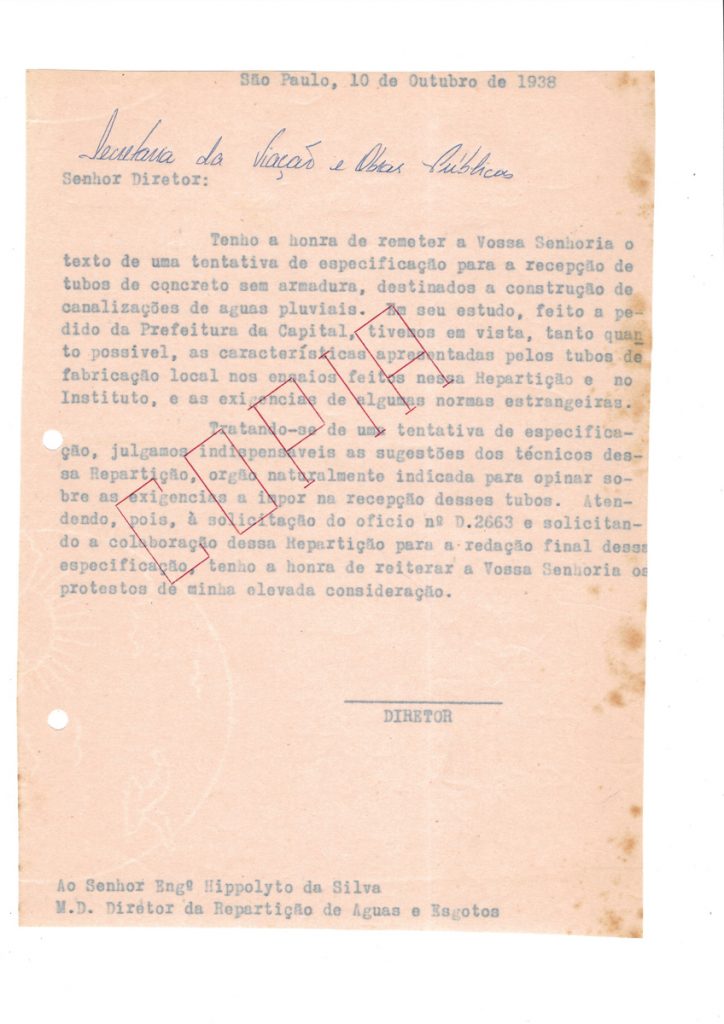 São Paulo, 10 de Outubro de 1938
Secretaria da Viação e Obras Públicas
Senhor Diretor:
Tenho a honra de remeter a Vossa Senhoria o
texto de uma tentativa de especificação para a recepção de
tubos de concreto sem armadura, destinados a construção de
canalizações de aguas pluviais. Em seu estudo, feito a pe-
dido da Prefeitura da Capital, tivemos em vista, tanto quan
to possivel, as características apresentadas pelos tubos de
fabricação local nos ensaios feitos nessa Repartição e no
Instituto, e as exigencias de algumas normas estrangeiras.
Tratando-se de uma tentativa de especifica-
ção, julgamos indispensáveis as sugestões dos técnicos des-
sa Repartição, orgão naturalmente indicada para opinar so-
bre as exigencias a impor na recepção desses tubos. Aten-
dendo, pois, à solicitação do oficio nº D.2663 e solicitan-
do a colaboração dessa Repartição para a redação final dessa
especificação, tenho a honra de reiterar a Vossa Senhoria os
protestos de minha elevada consideração.
COPIA
DIRETOR
Ao Senhor Engº Hippolyto da Silva
M.D. Diretor da Repartição de Aguas e Esgotos